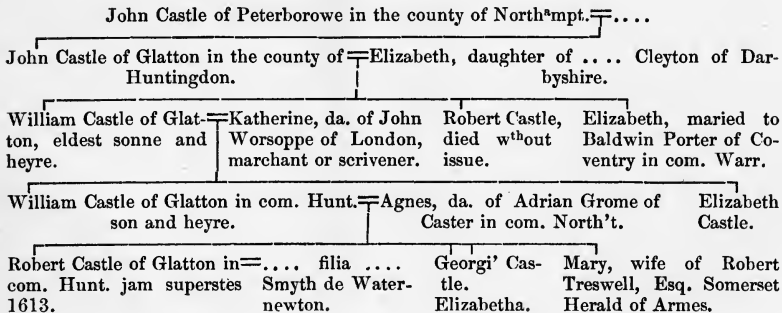 John Castle of Peterborowe in the county of Northᵃmpt.=....
John Castle of Glatton in the county of=Elizabeth, daughter of .... Cleyton of Dar-
Huntingdon. byshire.
William Castle of Glat-=Katherine, da. of John Robert Castle, Elizabeth, maried to
ton, eldest sonne and Worsoppe of London, died wᵗʰout Baldwin Porter of Co-
heyre. marchant or scrivener. issue. ventry in com. Warr.
William Castle of Glatton in com. Hunt.=Agnes, da. of Adrian Grome of Elizabeth
son and heyre. Caster in com. North't. Castle.
Robert Castle of Glatton in=.... filia .... Georgi' Cas- Mary, wife of Robert
com. Hunt. jam superstes Smyth de Water- tle. Treswell, Esq. Somerset
1613. newton. Elizabetha. Herald of Armes.